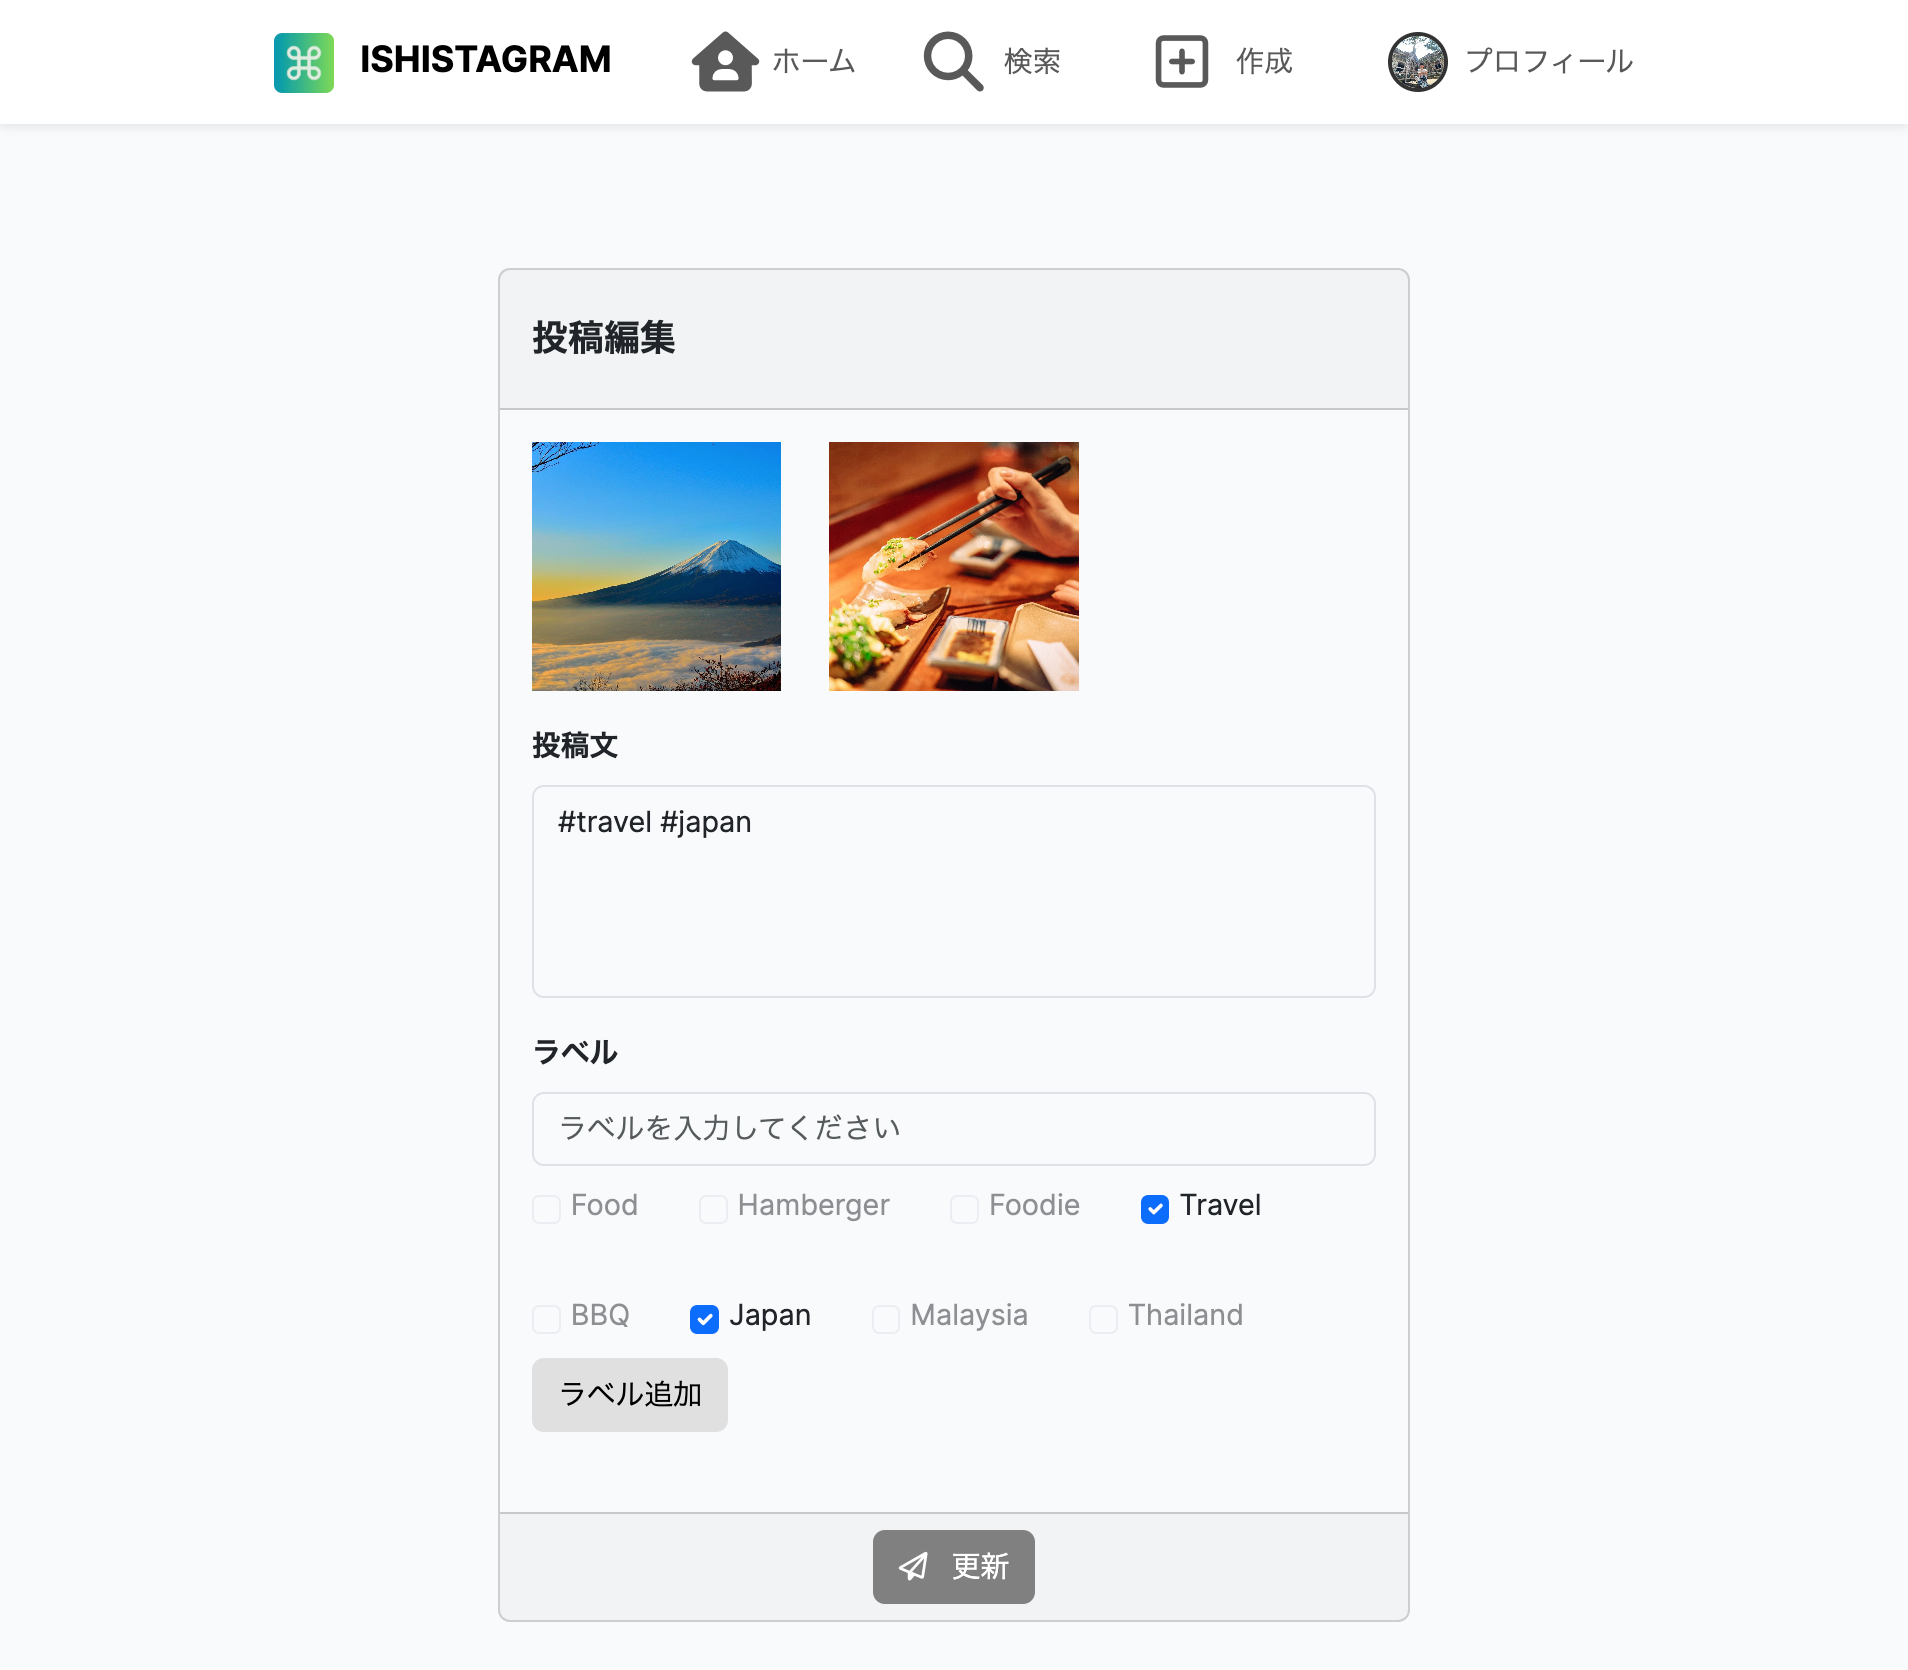 ISHISTAGRAM ホーム 検索 作成 プロフィール
投稿編集
投稿文
#travel #japan
ラベル
ラベルを入力してください
Food Hamberger Foodie Travel
BBQ Japan Malaysia Thailand
ラベル追加
更新